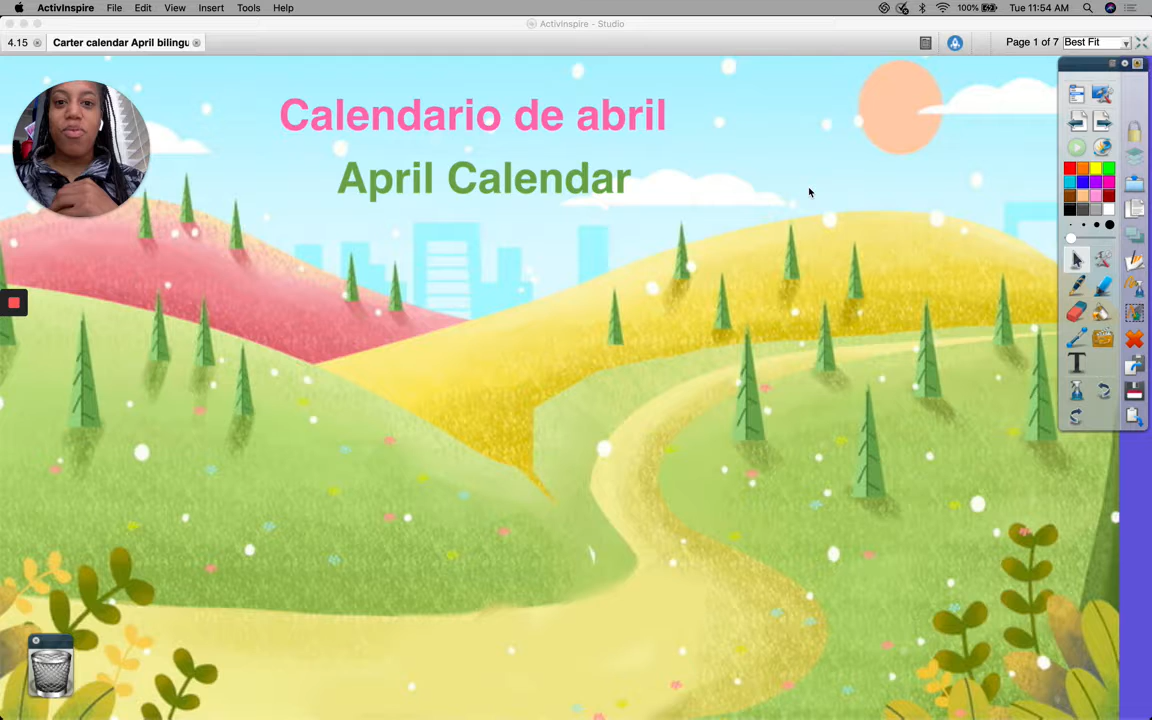 ActivInspire File Edit View Insert Tools Help 100% Tue 11:54 AM
ActivInspire - Studio
4.15 Carter calendar April bilingu Page 1 of 7 Best Fit
Calendario de abril
April Calendar
T